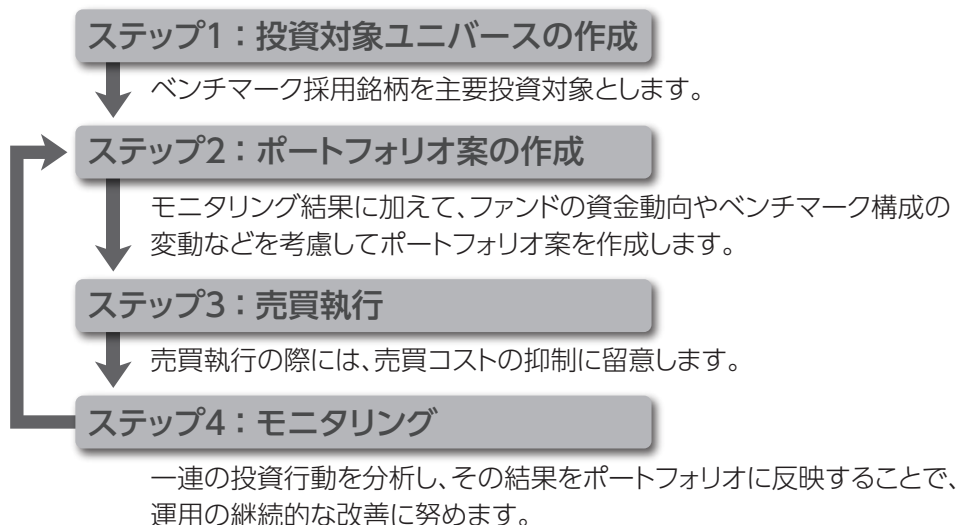 ステップ1：投資対象ユニバースの作成
ベンチマーク採用銘柄を主要投資対象とします。
ステップ2：ポートフォリオ案の作成
モニタリング結果に加えて、ファンドの資金動向やベンチマーク構成の
変動などを考慮してポートフォリオ案を作成します。
ステップ3：売買執行
売買執行の際には、売買コストの抑制に留意します。
ステップ4：モニタリング
一連の投資行動を分析し、その結果をポートフォリオに反映することで、
運用の継続的な改善に努めます。